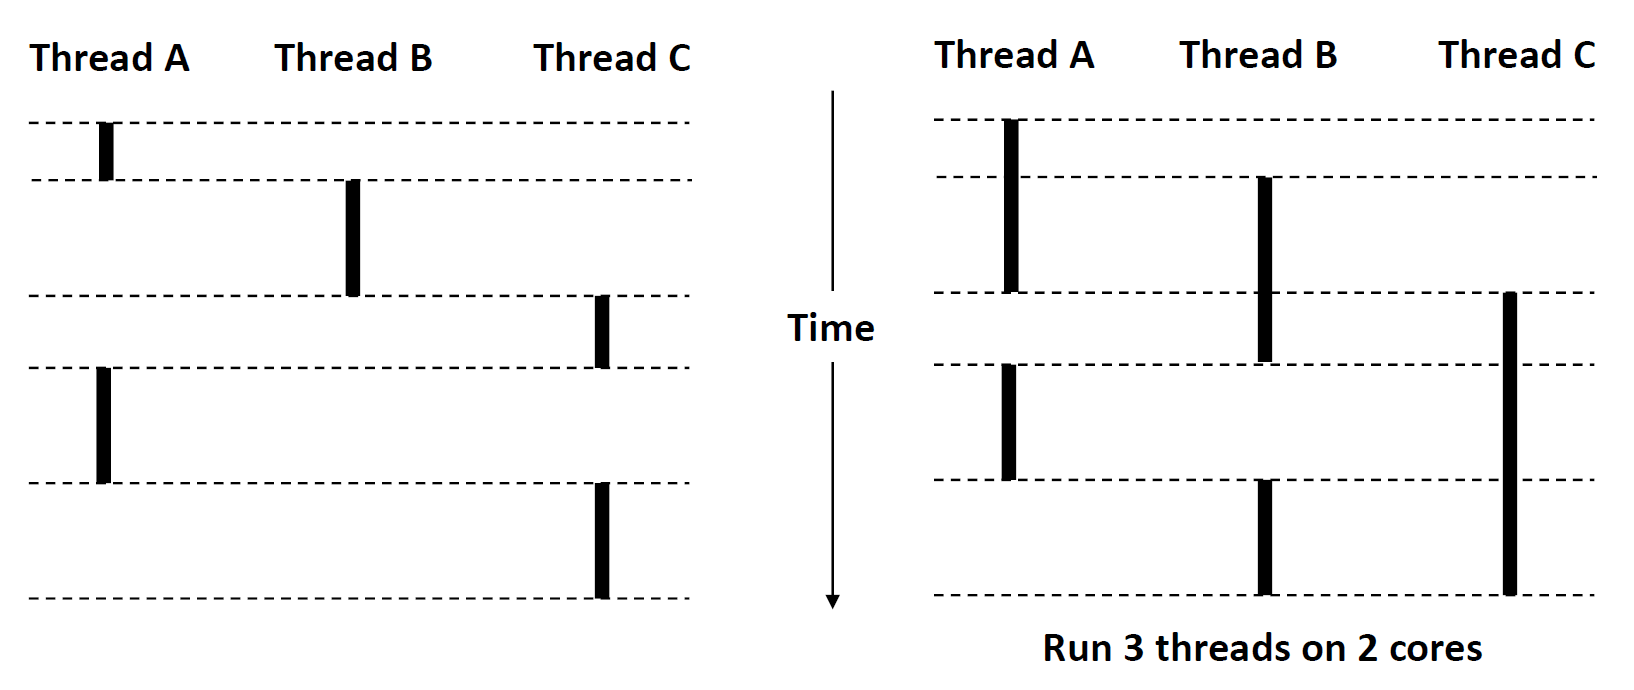 Thread A Thread B Thread C
Thread A Thread B Thread C
Time
Run 3 threads on 2 cores